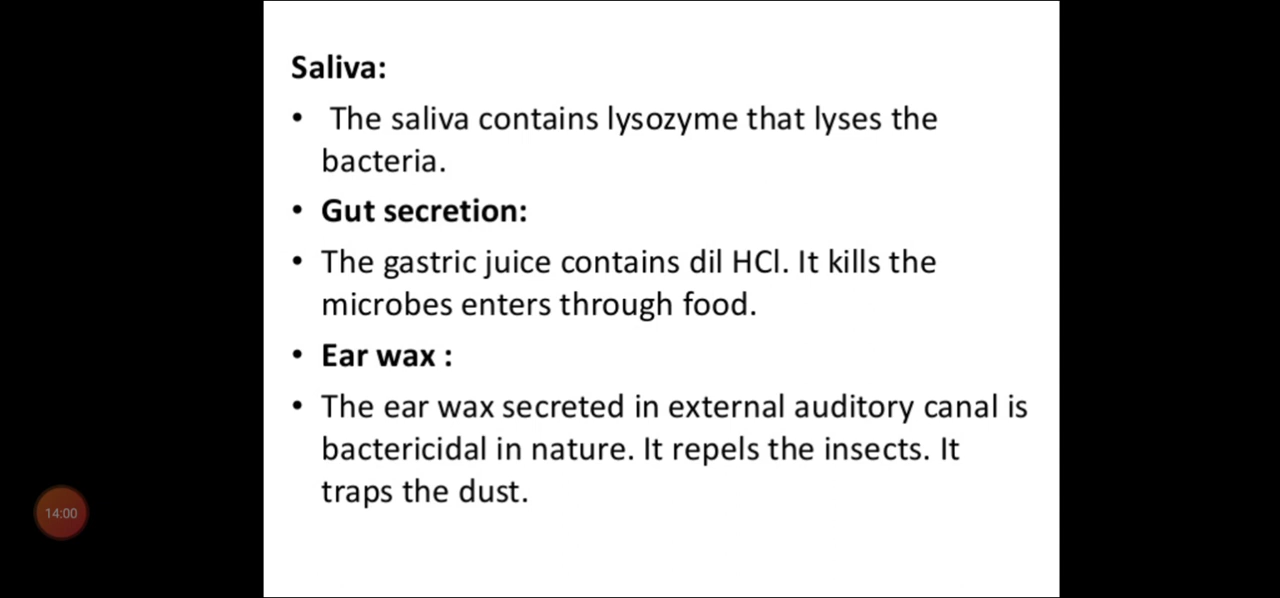 Saliva:
• The saliva contains lysozyme that lyses the
bacteria.
• Gut secretion:
• The gastric juice contains dil HCl. It kills the
microbes enters through food.
• Ear wax :
• The ear wax secreted in external auditory canal is
bactericidal in nature. It repels the insects. It
traps the dust.
14:00